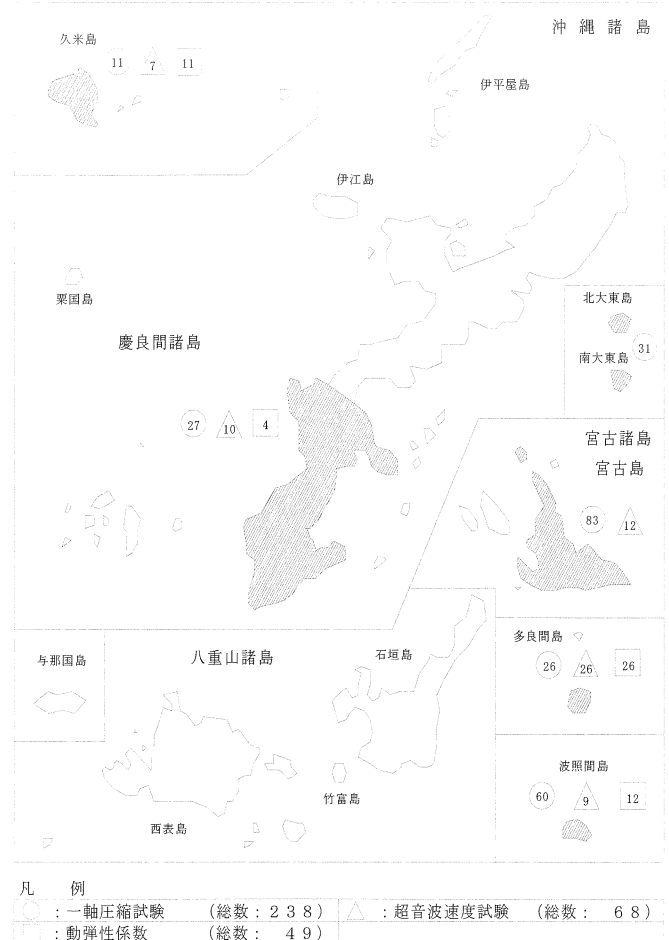 沖縄諸島
久米島
11 7 11
伊平屋島
伊江島
粟国島
慶良間諸島
北大東島
31
南大東島
27 10 4
宮古諸島
宮古島
83 12
多良間島
26 26 26
与那国島
八重山諸島
石垣島
波照間島
60 9 12
竹富島
西表島
凡 例
○ : 一軸圧縮試験 (総数:238) △ : 超音波速度試験 (総数: 68)
□ : 動弾性係数 (総数: 49)